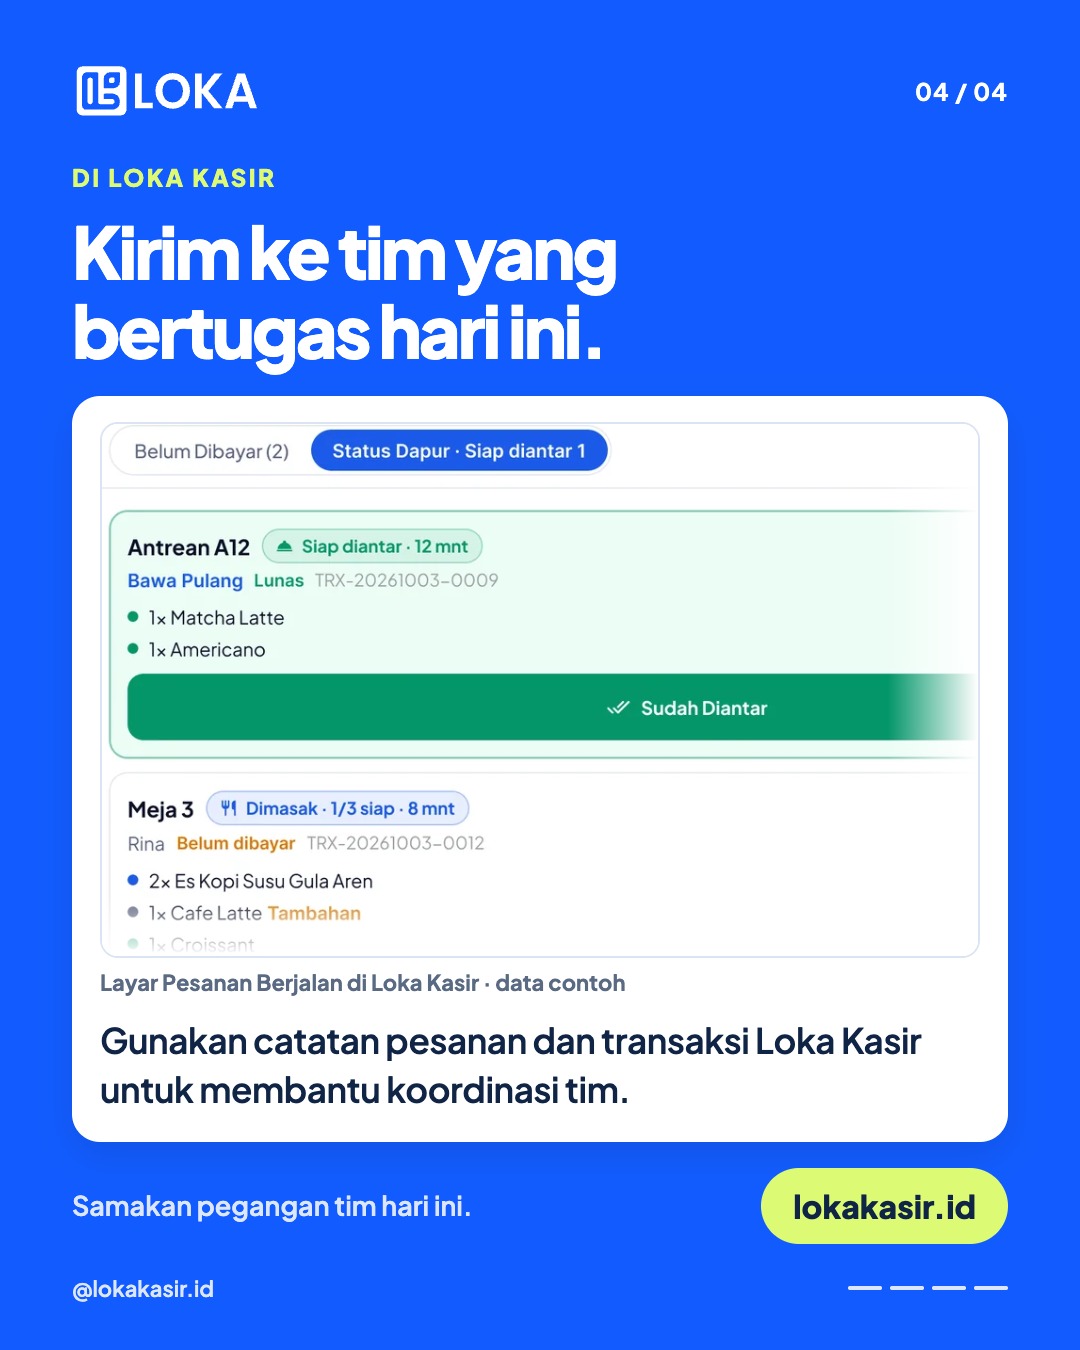 LOKA
04 / 04
DI LOKA KASIR
Kirim ke tim yang
bertugas hari ini.
Belum Dibayar (2)
Status Dapur · Siap diantar 1
Antrean A12
Siap diantar · 12 mnt
Bawa Pulang Lunas TRX-20261003-0009
1x Matcha Latte
1x Americano
Sudah Diantar
Meja 3
Dimasak · 1/3 siap · 8 mnt
Rina Belum dibayar TRX-20261003-0012
2x Es Kopi Susu Gula Aren
1x Cafe Latte Tambahan
1x Croissant
Layar Pesanan Berjalan di Loka Kasir · data contoh
Gunakan catatan pesanan dan transaksi Loka Kasir
untuk membantu koordinasi tim.
Samakan pegangan tim hari ini.
lokakasir.id
@lokakasir.id